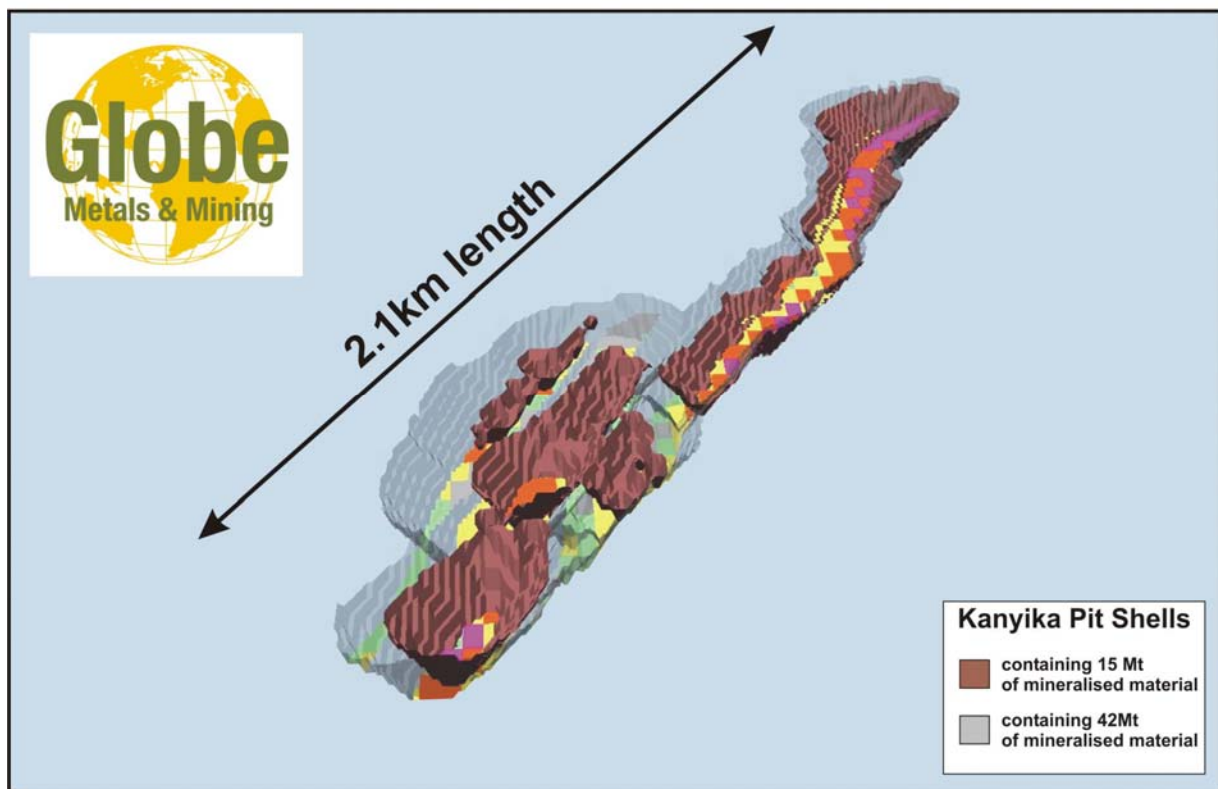 Globe
Metals & Mining
2.1km length
Kanyika Pit Shells
containing 15 Mt
of mineralised material
containing 42Mt
of mineralised material